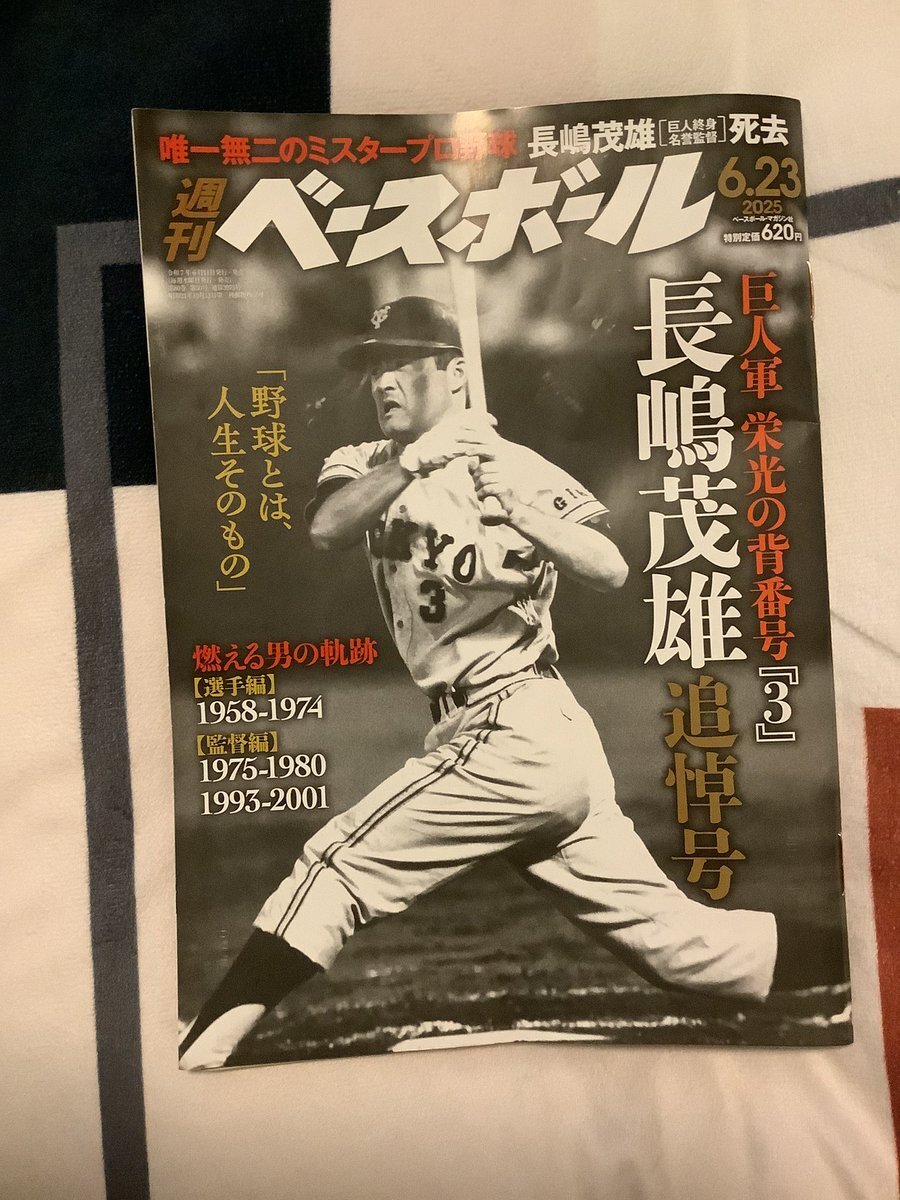 唯一無二のミスタープロ野球 長嶋茂雄[巨人終身名誉監督]死去
週刊ベースボール
6.23
2025
ベースボール・マガジン社
特別定価620円
巨人軍 栄光の背番号『3』
長嶋茂雄 追悼号
「野球とは、
人生そのもの」
燃える男の軌跡
【選手編】
1958-1974
【監督編】
1975-1980
1993-2001
YG
GI
KYO
3